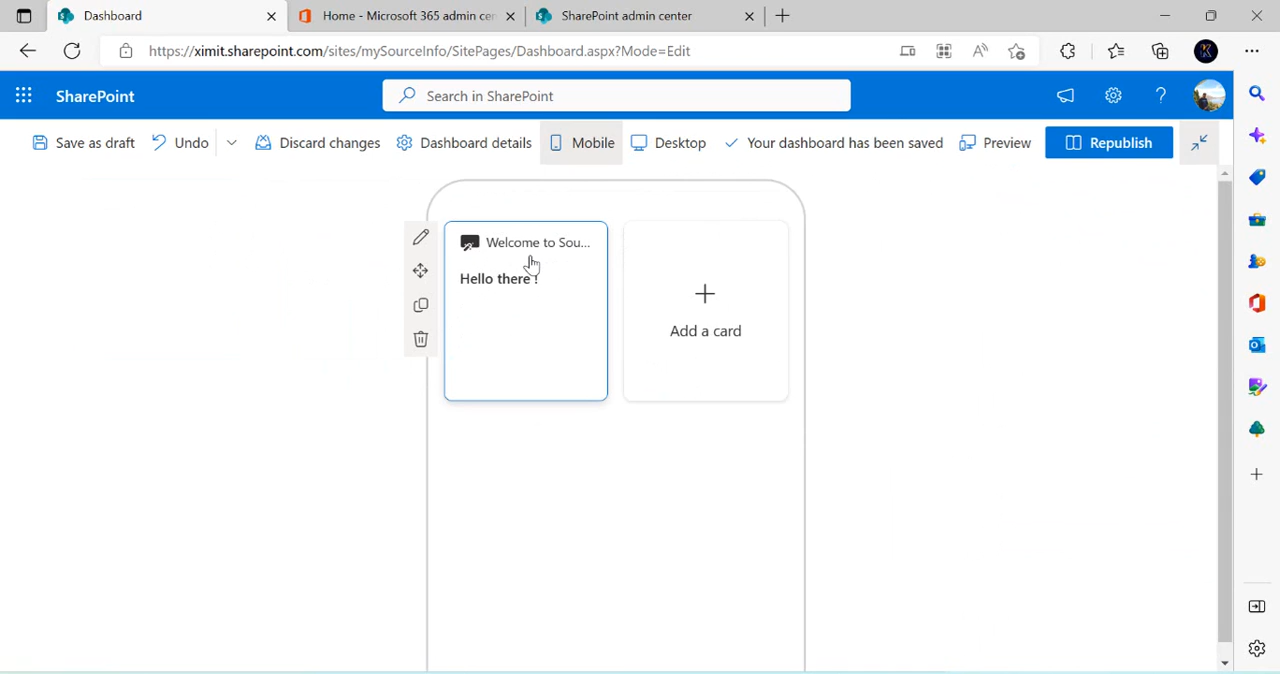 Dashboard
Home - Microsoft 365 admin cen
SharePoint admin center
https://ximit.sharepoint.com/sites/mySourceInfo/SitePages/Dashboard.aspx?Mode=Edit
SharePoint
Search in SharePoint
Save as draft
Undo
Discard changes
Dashboard details
Mobile
Desktop
Your dashboard has been saved
Preview
Republish
Welcome to Sou...
Hello there !
Add a card